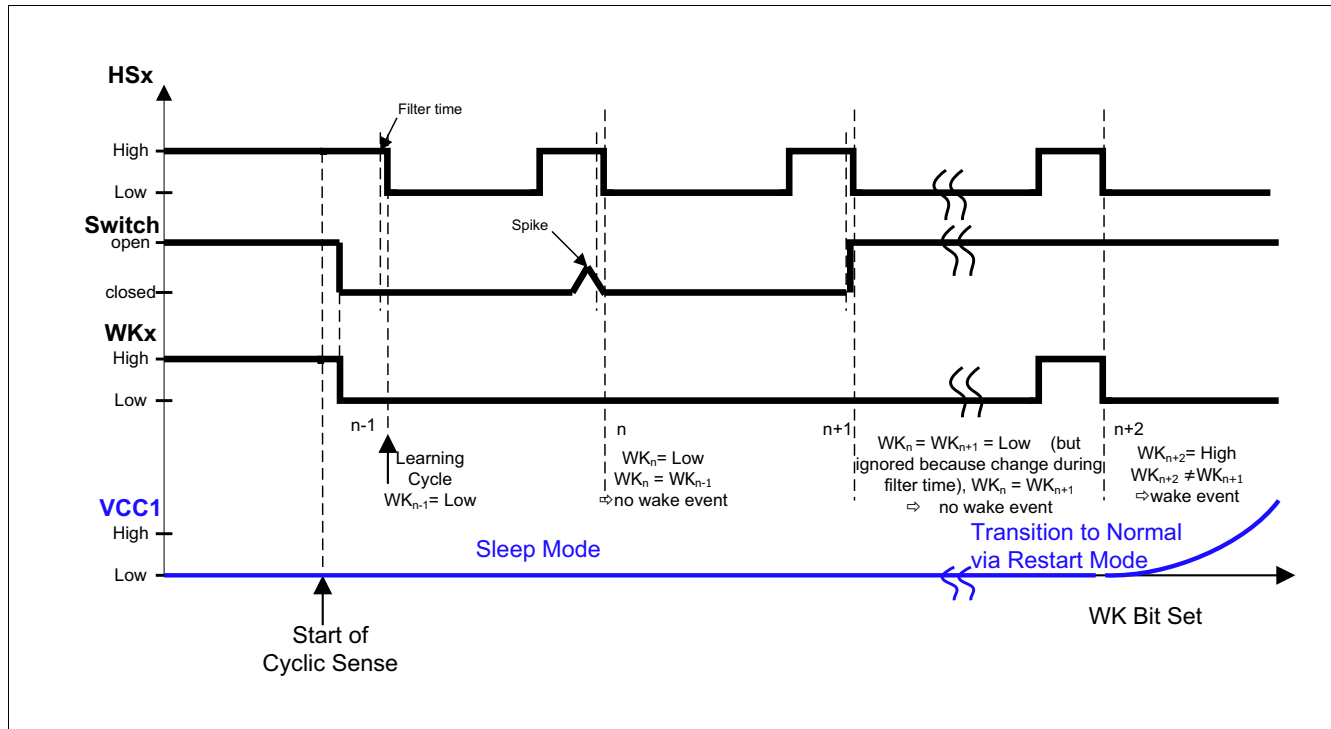 HSx
Filter time
High
Low
Switch
open
Spike
closed
WKx
High
Low
n-1
n
n+1
n+2
Learning
Cycle
WKn-1= Low
WKn= Low
WKn = WKn-1
⇨no wake event
WKn = WKn+1 = Low (but
ignored because change during
filter time), WKn = WKn+1
⇨ no wake event
WKn+2= High
WKn+2 ≠WKn+1
⇨wake event
VCC1
High
Low
Sleep Mode
Transition to Normal
via Restart Mode
Start of
Cyclic Sense
WK Bit Set